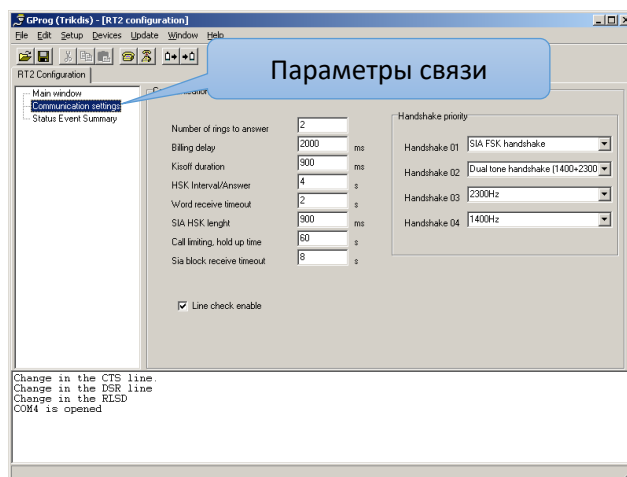 GProg (Trikdis) - [RT2 configuration]
File Edit Setup Devices Update Window Help
RT2 Configuration
Параметры связи
Main window
Communication settings
Status Event Summary
Number of rings to answer 2
Billing delay 2000 ms
Kisoff duration 900 ms
HSK Interval/Answer 4 s
Word receive timeout 2 s
SIA HSK lenght 900 ms
Call limiting, hold up time 60 s
Sia block receive timeout 8 s
Line check enable
Handshake priority
Handshake 01 SIA FSK handshake
Handshake 02 Dual tone handshake (1400+2300
Handshake 03 2300Hz
Handshake 04 1400Hz
Change in the CTS line.
Change in the DSR line
Change in the RLSD
COM4 is opened